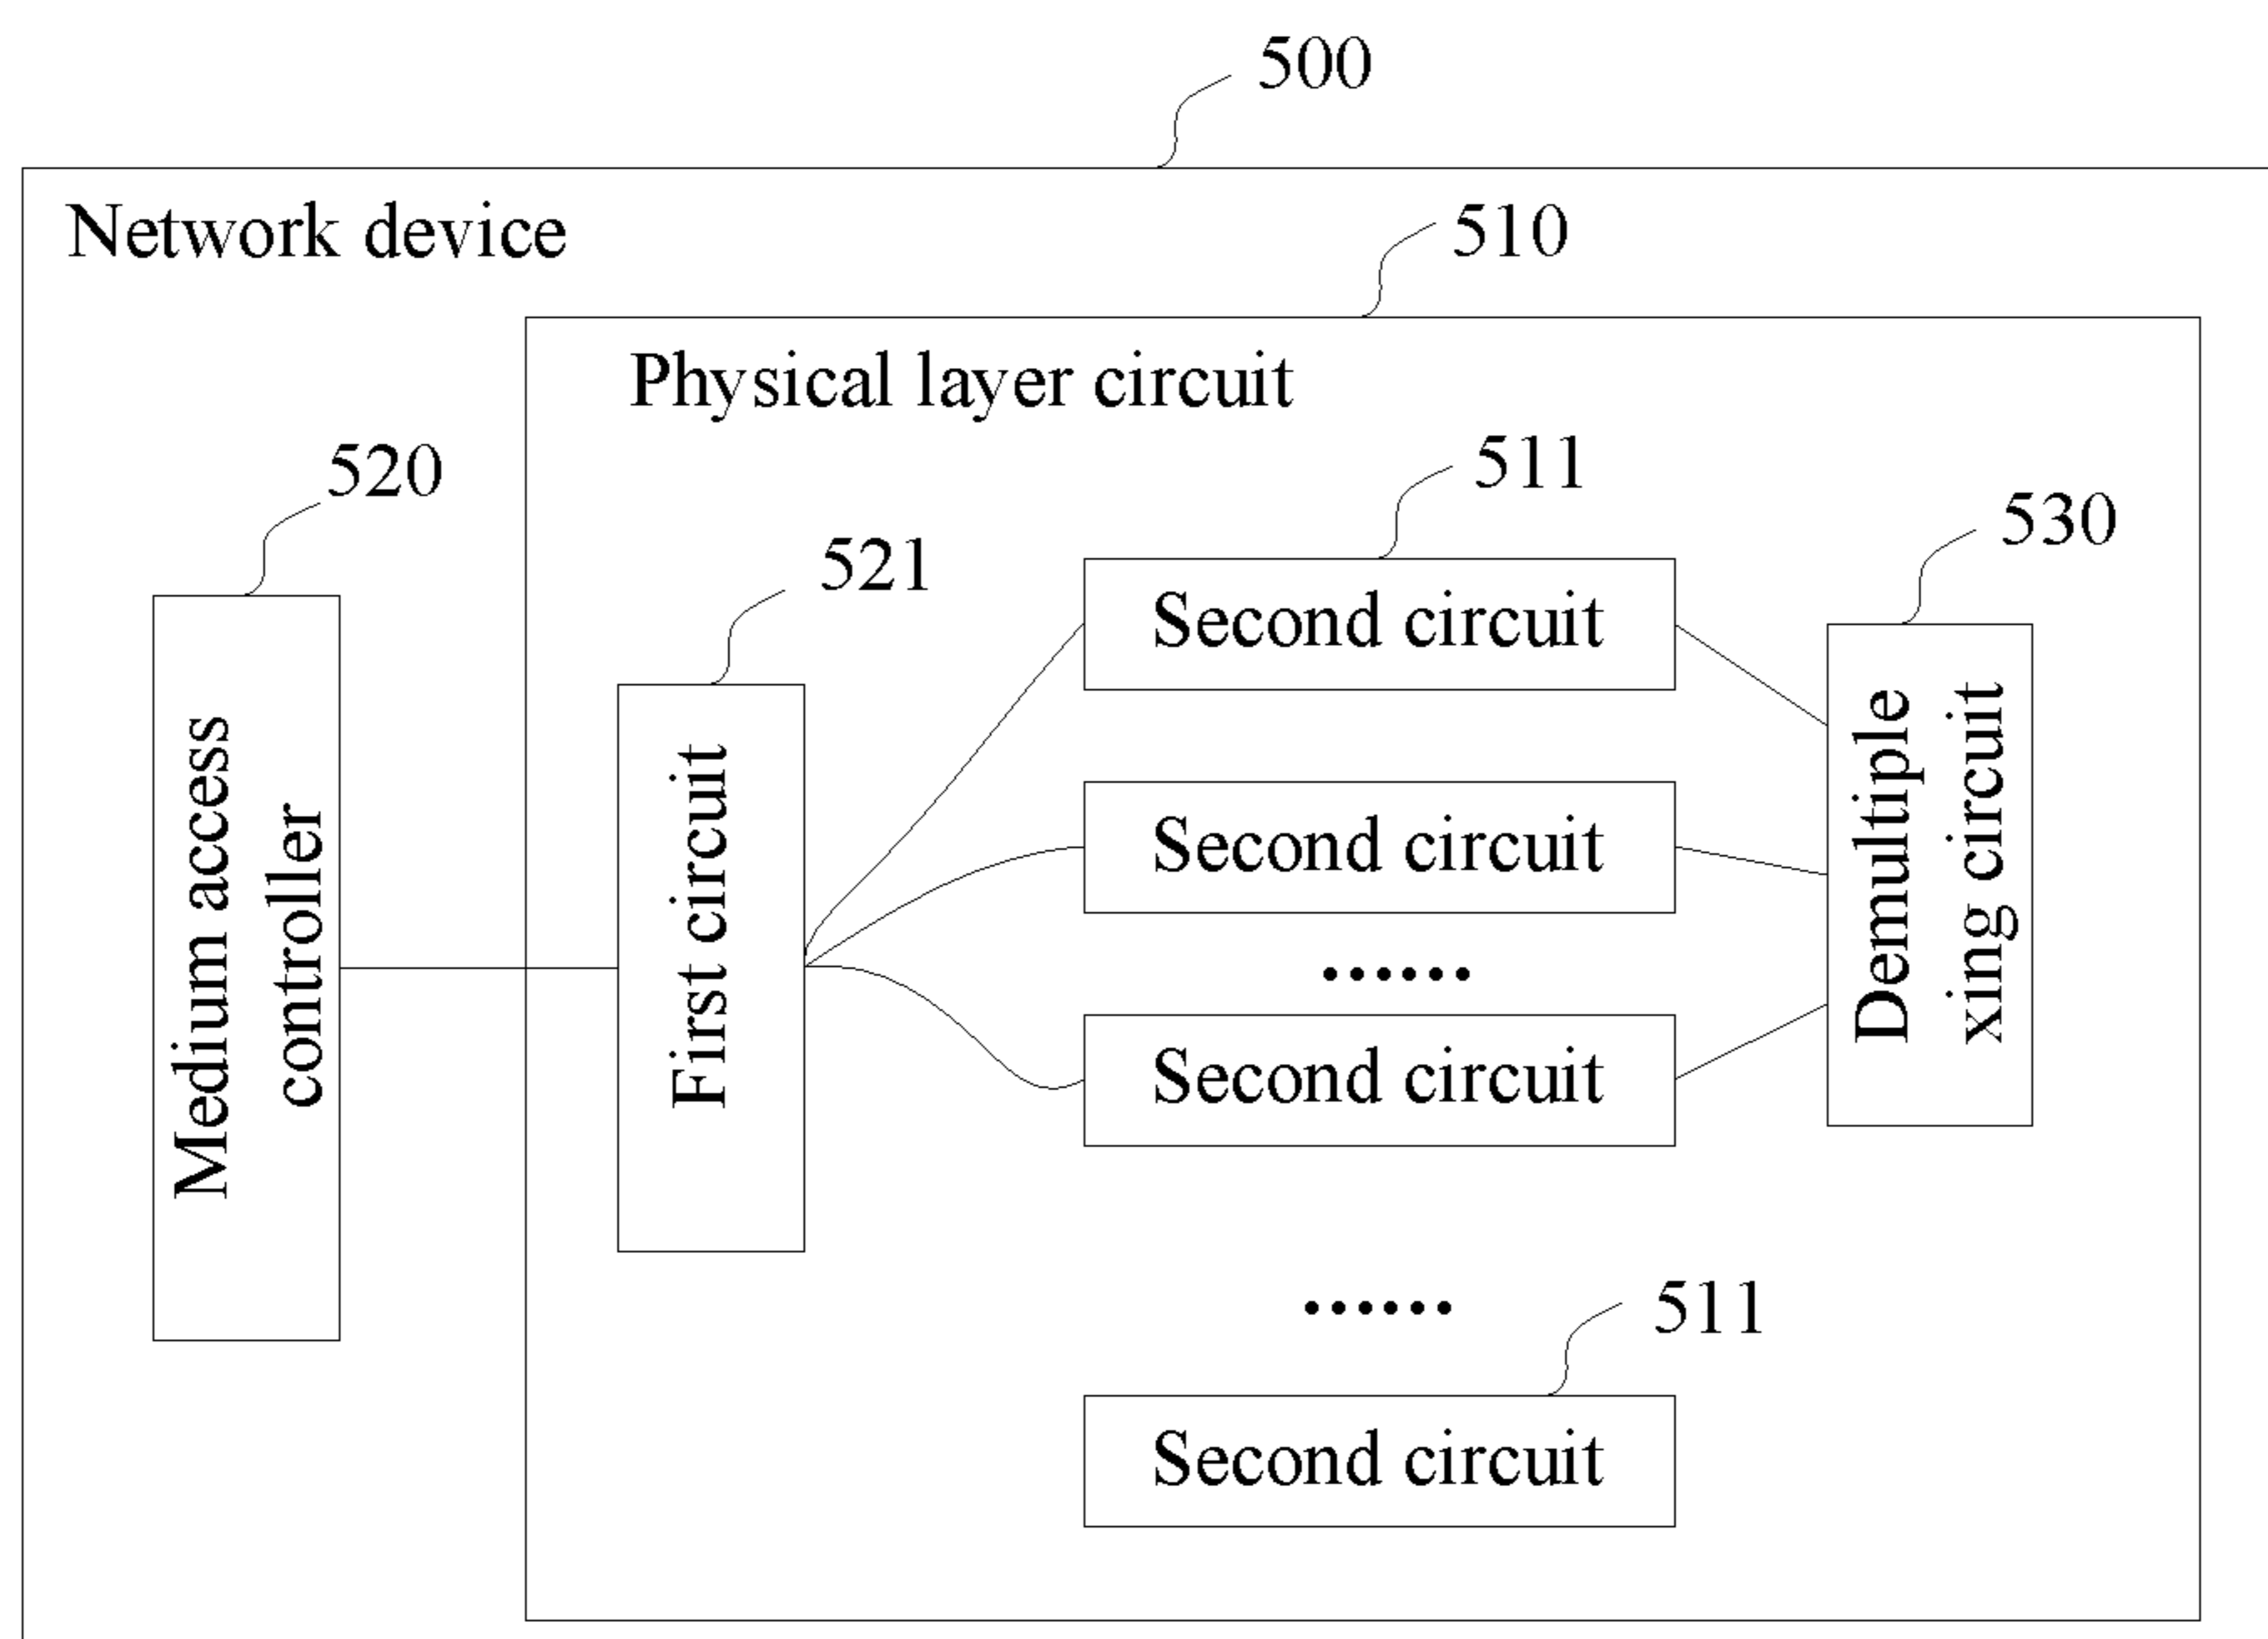 500
Network device
510
Physical layer circuit
520
511
530
521
Medium access
controller
First circuit
Second circuit
Second circuit
......
Second circuit
Demultiple
xing circuit
......
511
Second circuit